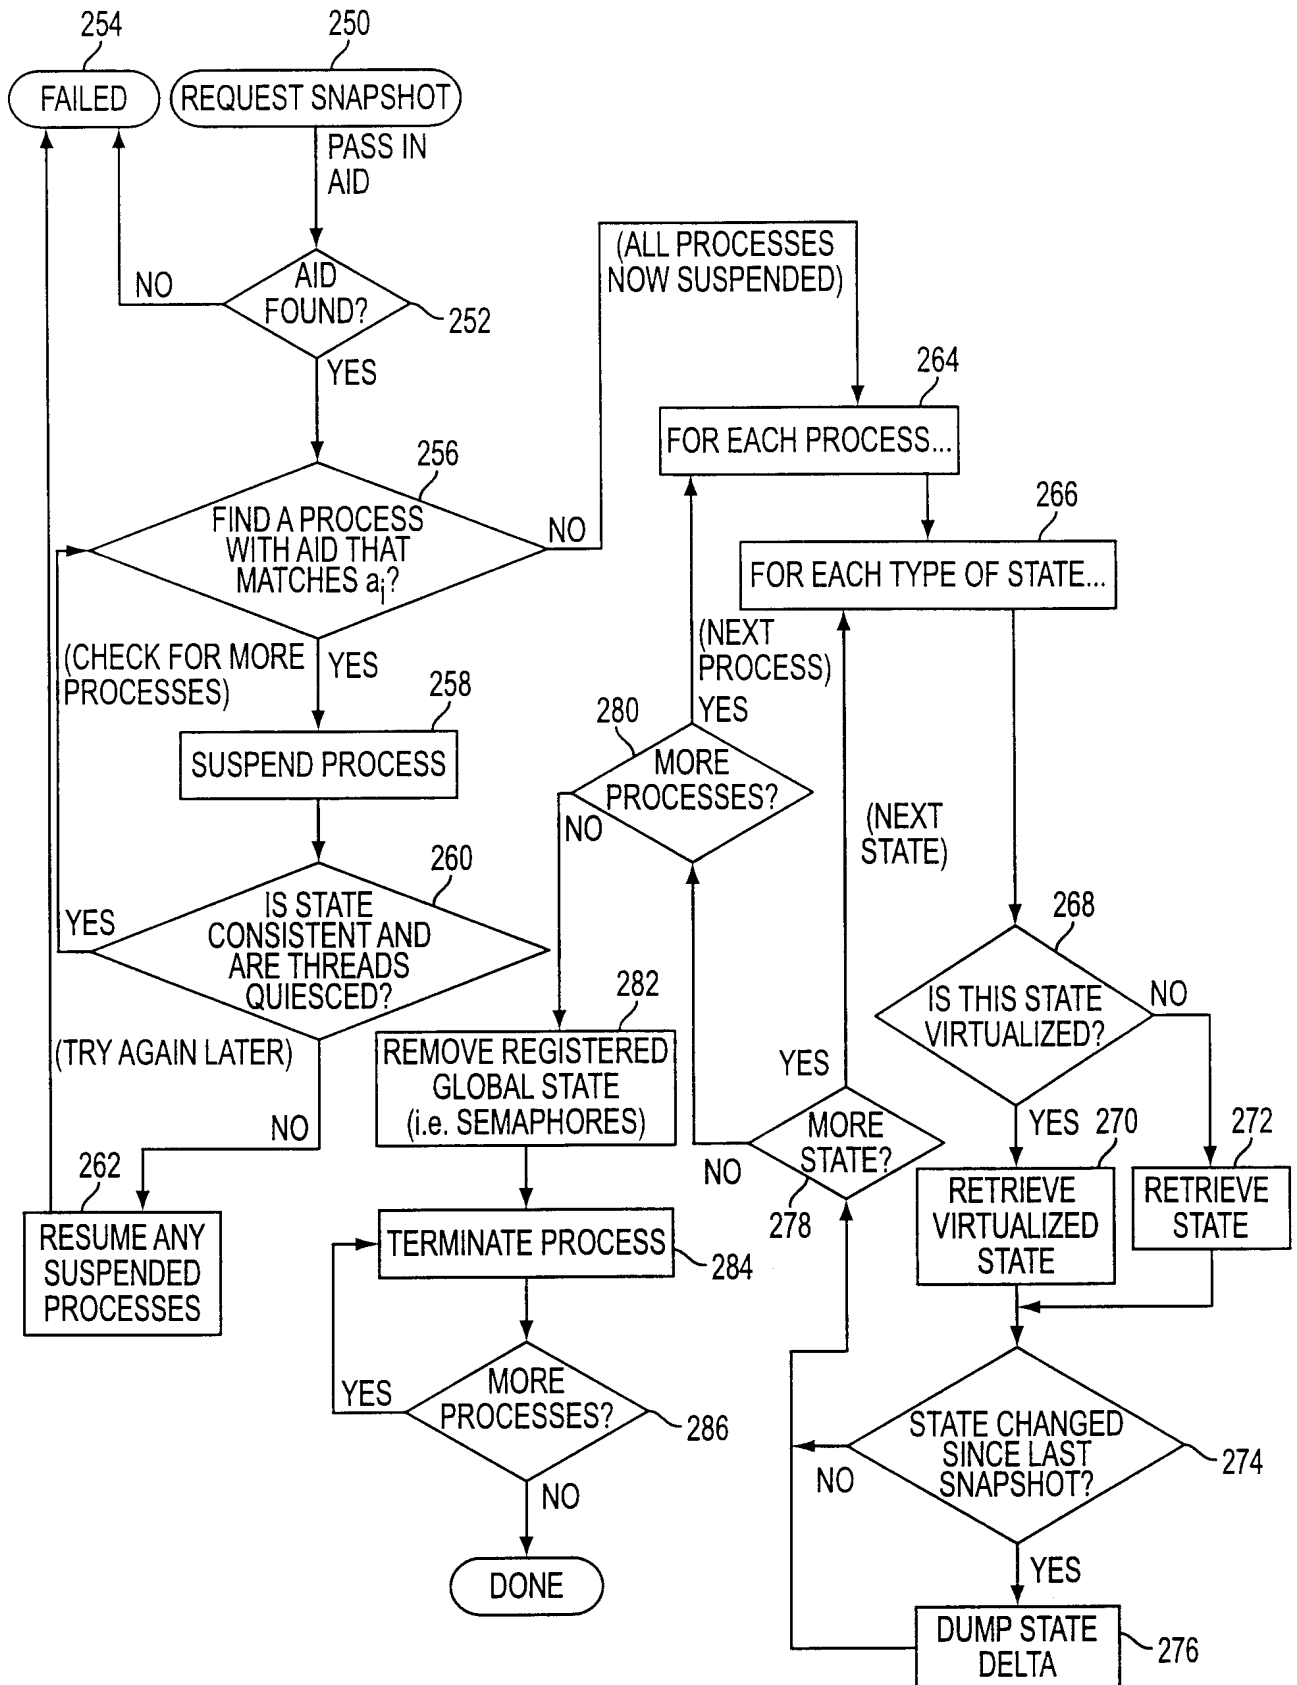 254
250
FAILED
REQUEST SNAPSHOT
PASS IN
AID
AID
FOUND?
NO
252
YES
(ALL PROCESSES
NOW SUSPENDED)
264
FOR EACH PROCESS...
256
FIND A PROCESS
WITH AID THAT
MATCHES aj?
NO
266
FOR EACH TYPE OF STATE...
(CHECK FOR MORE
PROCESSES)
YES
258
SUSPEND PROCESS
(NEXT
PROCESS)
YES
280
MORE
PROCESSES?
NO
(NEXT
STATE)
260
IS STATE
CONSISTENT AND
ARE THREADS
QUIESCED?
YES
268
IS THIS STATE
VIRTUALIZED?
NO
YES
(TRY AGAIN LATER)
NO
262
RESUME ANY
SUSPENDED
PROCESSES
282
REMOVE REGISTERED
GLOBAL STATE
(i.e. SEMAPHORES)
YES
MORE
STATE?
NO
278
270
RETRIEVE
VIRTUALIZED
STATE
272
RETRIEVE
STATE
TERMINATE PROCESS
284
YES
MORE
PROCESSES?
286
NO
DONE
STATE CHANGED
SINCE LAST
SNAPSHOT?
274
NO
YES
DUMP STATE
DELTA
276